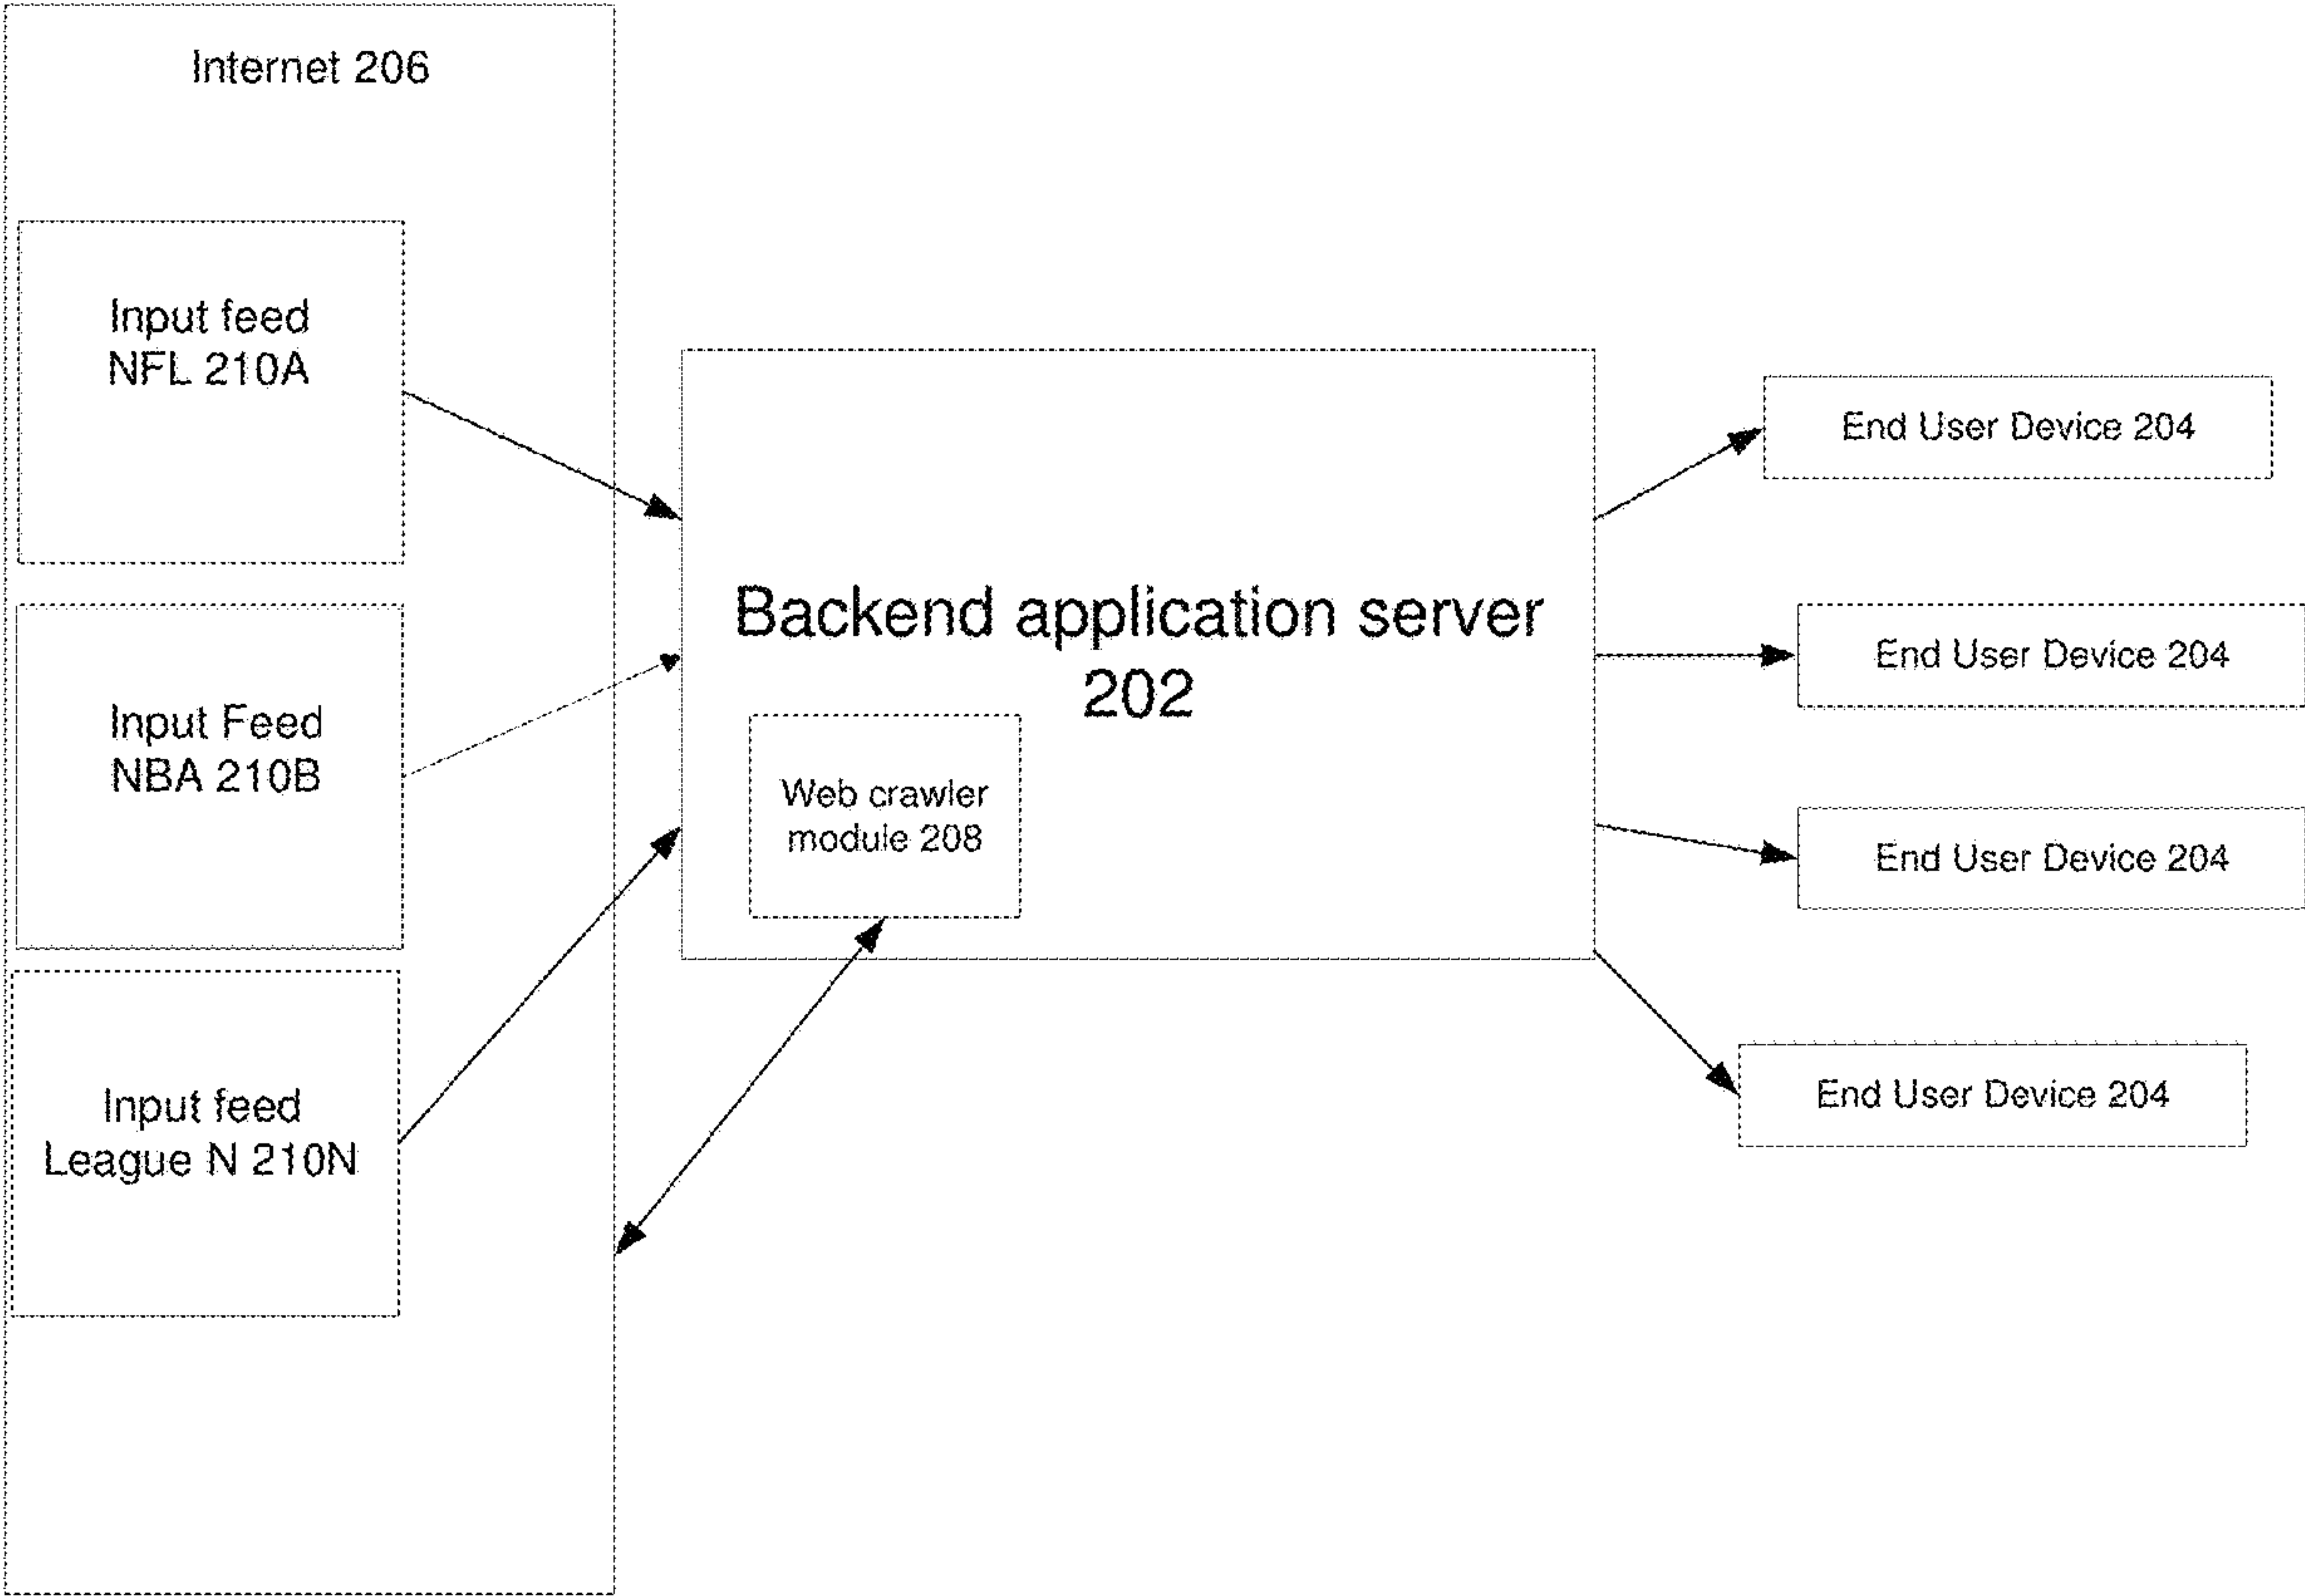 Internet 206
Input feed
NFL 210A
Input Feed
NBA 210B
Input feed
League N 210N
Backend application server
202
Web crawler
module 208
End User Device 204
End User Device 204
End User Device 204
End User Device 204